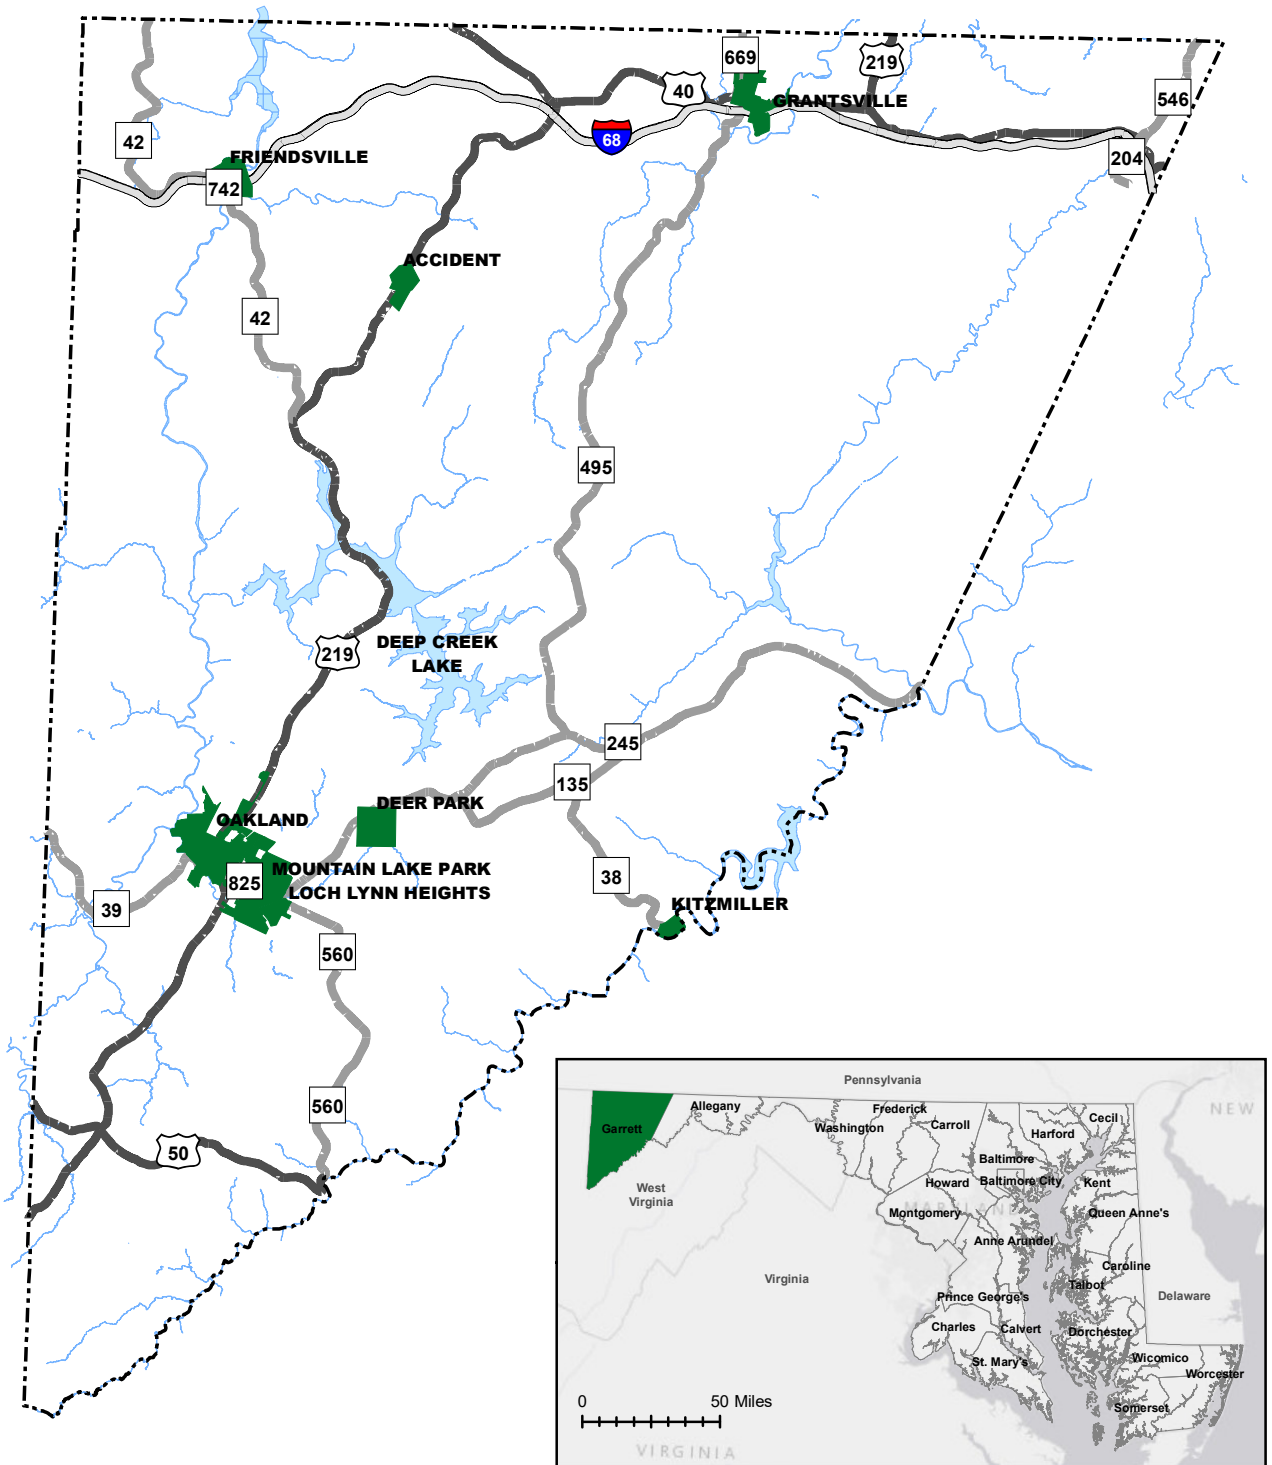 669
219
40
546
GRANTSVILLE
42
68
204
FRIENDSVILLE
742
ACCIDENT
42
495
219
DEEP CREEK
LAKE
245
135
DEER PARK
OAKLAND
MOUNTAIN LAKE PARK
825
LOCH LYNN HEIGHTS
38
39
KITZMILLER
560
560
50
Pennsylvania
NEW
Allegany
Frederick
Cecil
Garrett
Washington
Carroll
Harford
Baltimore
Howard
Baltimore City
Kent
West
Virginia
MARYLAND
Montgomery
Queen Anne's
Anne Arundel
Caroline
Virginia
Talbot
Prince George's
Delaware
Charles
Calvert
Dorchester
St. Mary's
Wicomico
Worcester
Somerset
0 50 Miles
VIRGINIA